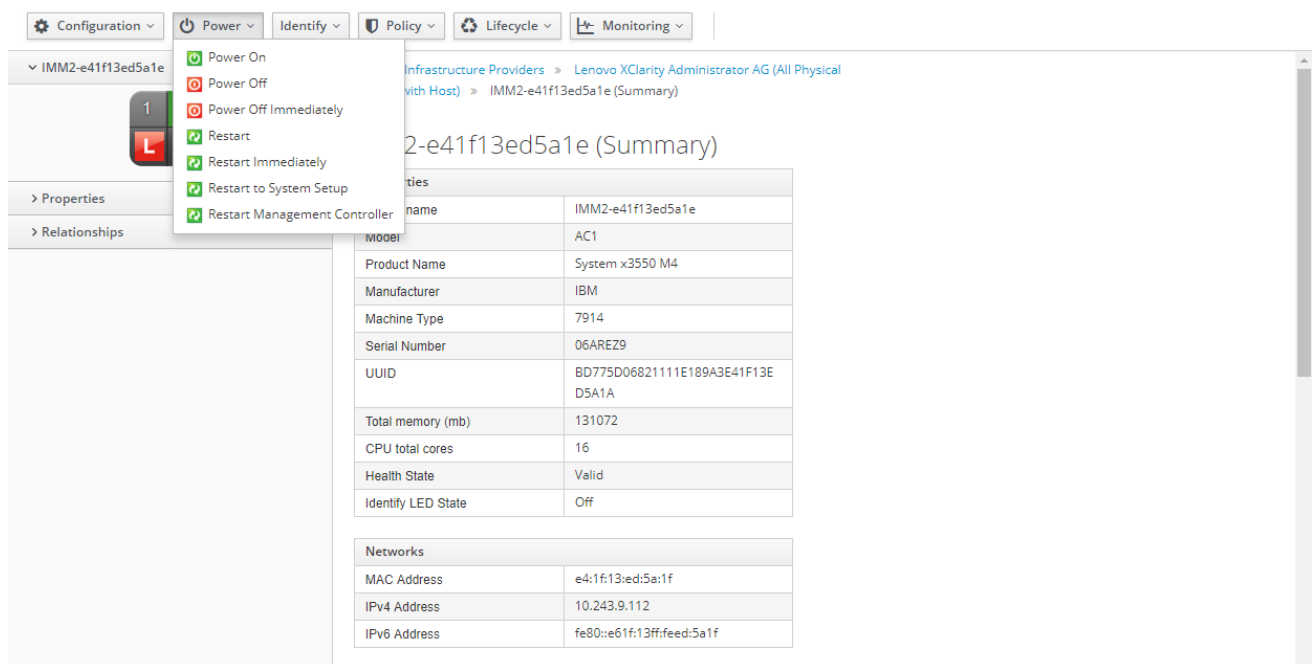 Configuration Power Identify Policy Lifecycle Monitoring
IMM2-e41f13ed5a1e
1
L
Properties
Relationships
Power On
Power Off
Power Off Immediately
Restart
Restart Immediately
Restart to System Setup
Restart Management Controller
Infrastructure Providers » Lenovo XClarity Administrator AG (All Physical
with Host) » IMM2-e41f13ed5a1e (Summary)
2-e41f13ed5a1e (Summary)
ties
name IMM2-e41f13ed5a1e
Model AC1
Product Name System x3550 M4
Manufacturer IBM
Machine Type 7914
Serial Number 06AREZ9
UUID BD775D06821111E189A3E41F13E
D5A1A
Total memory (mb) 131072
CPU total cores 16
Health State Valid
Identify LED State Off
Networks
MAC Address e4:1f:13:ed:5a:1f
IPv4 Address 10.243.9.112
IPv6 Address fe80::e61f:13ff:feed:5a1f